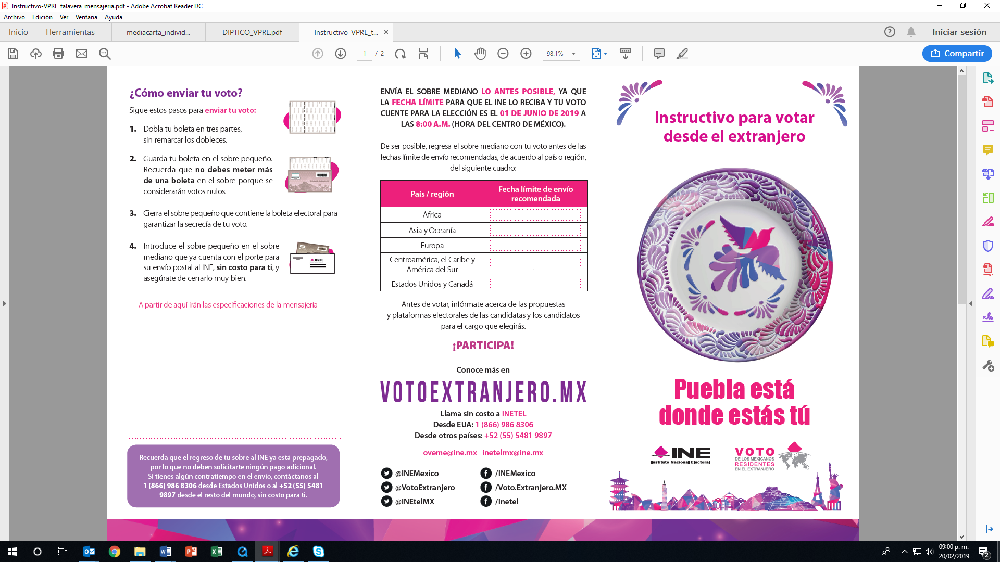 Instructivo-VPRE_talavera_mensajeria.pdf - Adobe Acrobat Reader DC
Archivo Edición Ver Ventana Ayuda
Inicio Herramientas mediacarta_individ... DIPTICO_VPRE.pdf Instructivo-VPRE_t... Iniciar sesión
1 / 2 98.1% Compartir
¿Cómo enviar tu voto?
Sigue estos pasos para enviar tu voto:
1. Dobla tu boleta en tres partes,
sin remarcar los dobleces.
2. Guarda tu boleta en el sobre pequeño.
Recuerda que no debes meter más
de una boleta en el sobre porque se
considerarán votos nulos.
3. Cierra el sobre pequeño que contiene la boleta electoral para
garantizar la secrecía de tu voto.
4. Introduce el sobre pequeño en el sobre
mediano que ya cuenta con el porte para
su envío postal al INE, sin costo para ti, y
asegúrate de cerrarlo muy bien.
INE
A partir de aquí irán las especificaciones de la mensajería
Recuerda que el regreso de tu sobre al INE ya está prepagado,
por lo que no deben solicitarte ningún pago adicional.
Si tienes algún contratiempo en el envío, contáctanos al
1 (866) 986 8306 desde Estados Unidos o al +52 (55) 5481
9897 desde el resto del mundo, sin costo para ti.
ENVÍA EL SOBRE MEDIANO LO ANTES POSIBLE, YA QUE
LA FECHA LÍMITE PARA QUE EL INE LO RECIBA Y TU VOTO
CUENTE PARA LA ELECCIÓN ES EL 01 DE JUNIO DE 2019 A
LAS 8:00 A.M. (HORA DEL CENTRO DE MÉXICO).
De ser posible, regresa el sobre mediano con tu voto antes de las
fechas límite de envío recomendadas, de acuerdo al país o región,
del siguiente cuadro:
País / región
Fecha límite de envío
recomendada
África
Asia y Oceanía
Europa
Centroamérica, el Caribe y
América del Sur
Estados Unidos y Canadá
Antes de votar, infórmate acerca de las propuestas
y plataformas electorales de las candidatas y los candidatos
para el cargo que elegirás.
¡PARTICIPA!
Conoce más en
VOTOEXTRANJERO.MX
Llama sin costo a INETEL
Desde EUA: 1 (866) 986 8306
Desde otros países: +52 (55) 5481 9897
oveme@ine.mx inetelmx@ine.mx
@INEMexico /INEMexico
@VotoExtranjero /Voto.Extranjero.MX
@INEtelMX /Inetel
Instructivo para votar
desde el extranjero
Puebla está
donde estás tú
INE
Instituto Nacional Electoral
VOTO
DE LOS MEXICANOS
RESIDENTES
EN EL EXTRANJERO
09:00 p. m.
20/02/2019
2